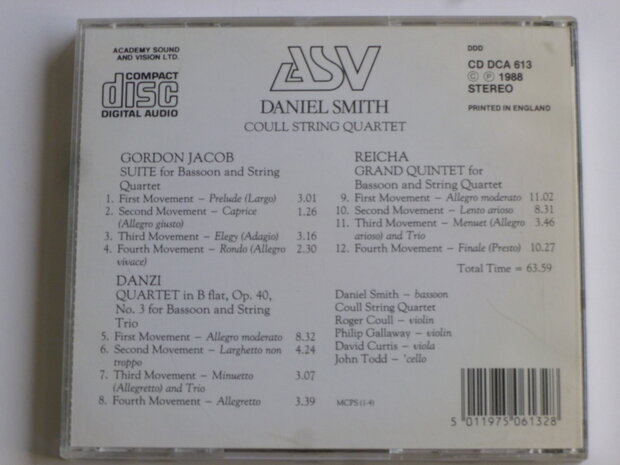 ACADEMY SOUND
AND VISION LTD.
COMPACT
disc
DIGITAL AUDIO
ASV
DANIEL SMITH
COULL STRING QUARTET
DDD
CD DCA 613
© ℗ 1988
STEREO
PRINTED IN ENGLAND
GORDON JACOB
SUITE for Bassoon and String
Quartet
1. First Movement – Prelude (Largo) 3.01
2. Second Movement – Caprice 1.26
(Allegro giusto)
3. Third Movement – Elegy (Adagio) 3.16
4. Fourth Movement – Rondo (Allegro 2.30
vivace)
DANZI
QUARTET in B flat, Op. 40,
No. 3 for Bassoon and String
Trio
5. First Movement – Allegro moderato 8.32
6. Second Movement – Larghetto non 4.24
troppo
7. Third Movement – Minuetto 3.07
(Allegretto) and Trio
8. Fourth Movement – Allegretto 3.39
REICHA
GRAND QUINTET for
Bassoon and String Quartet
9. First Movement – Allegro moderato 11.02
10. Second Movement – Lento arioso 8.31
11. Third Movement – Menuet (Allegro 3.46
arioso) and Trio
12. Fourth Movement – Finale (Presto) 10.27
Total Time = 63.59
Daniel Smith – bassoon
Coull String Quartet
Roger Coull – violin
Philip Gallaway – violin
David Curtis – viola
John Todd – 'cello
MCPS (1-4)
5 011975 061328